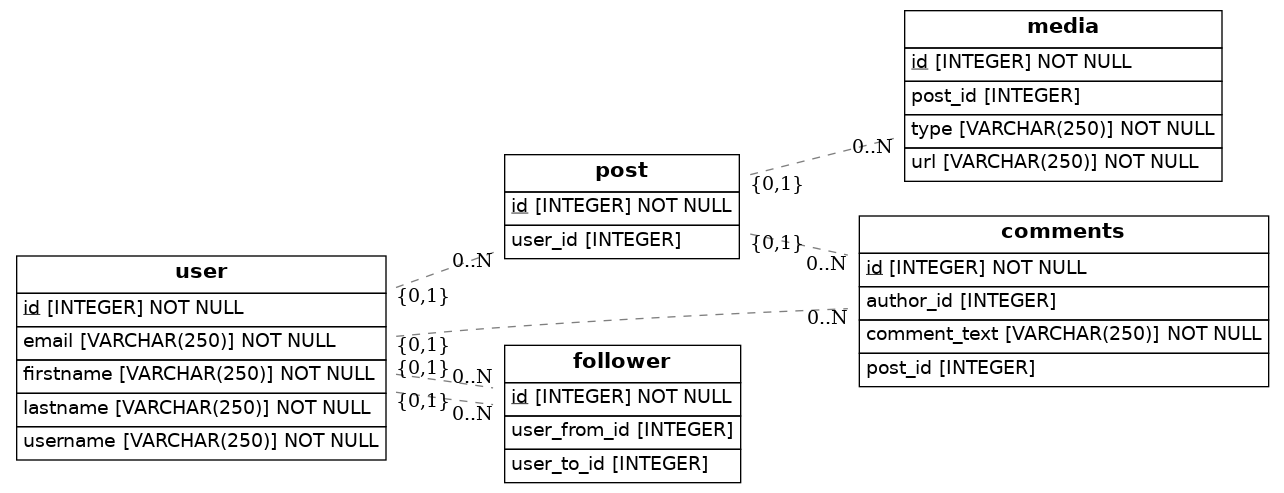 media
id [INTEGER] NOT NULL
post_id [INTEGER]
type [VARCHAR(250)] NOT NULL
url [VARCHAR(250)] NOT NULL
0..N
{0,1}
post
id [INTEGER] NOT NULL
user_id [INTEGER]
{0,1}
0..N
comments
id [INTEGER] NOT NULL
author_id [INTEGER]
comment_text [VARCHAR(250)] NOT NULL
post_id [INTEGER]
0..N
{0,1}
user
id [INTEGER] NOT NULL
email [VARCHAR(250)] NOT NULL
firstname [VARCHAR(250)] NOT NULL
lastname [VARCHAR(250)] NOT NULL
username [VARCHAR(250)] NOT NULL
0..N
{0,1}
{0,1}
0..N
{0,1}
0..N
follower
id [INTEGER] NOT NULL
user_from_id [INTEGER]
user_to_id [INTEGER]